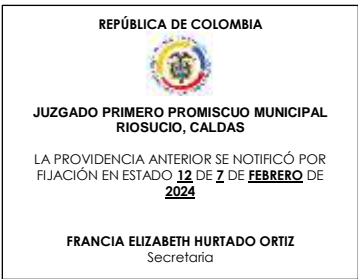 REPÚBLICA DE COLOMBIA
JUZGADO PRIMERO PROMISCUO MUNICIPAL
RIOSUCIO, CALDAS
LA PROVIDENCIA ANTERIOR SE NOTIFICÓ POR
FIJACIÓN EN ESTADO 12 DE 7 DE FEBRERO DE
2024
FRANCIA ELIZABETH HURTADO ORTIZ
Secretaria